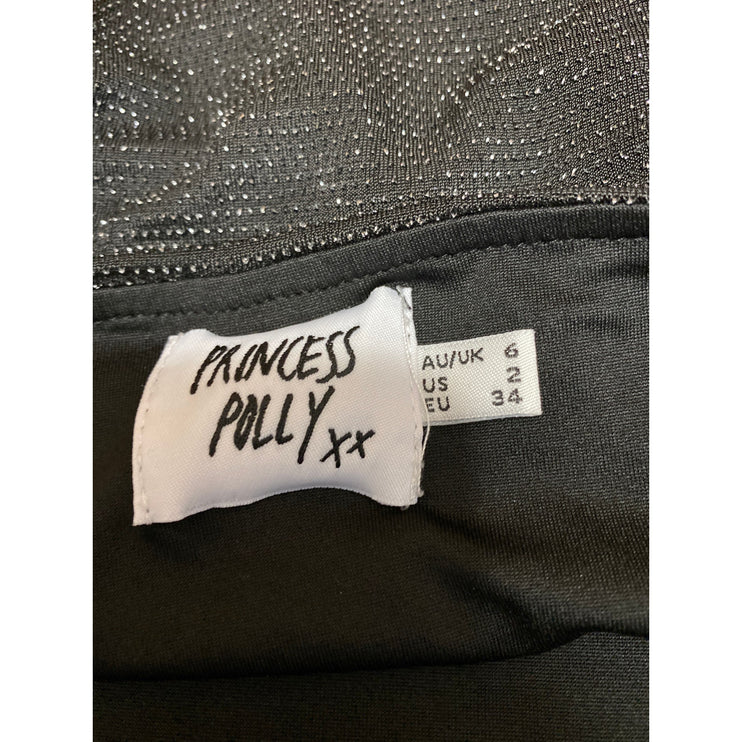 PRINCESS
POLLY xx
AU/UK 6
US 2
EU 34